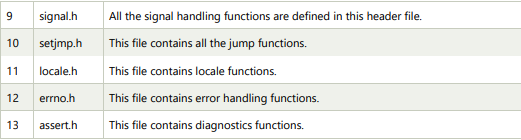 9 signal.h All the signal handling functions are defined in this header file.
10 setjmp.h This file contains all the jump functions.
11 locale.h This file contains locale functions.
12 errno.h This file contains error handling functions.
13 assert.h This file contains diagnostics functions.